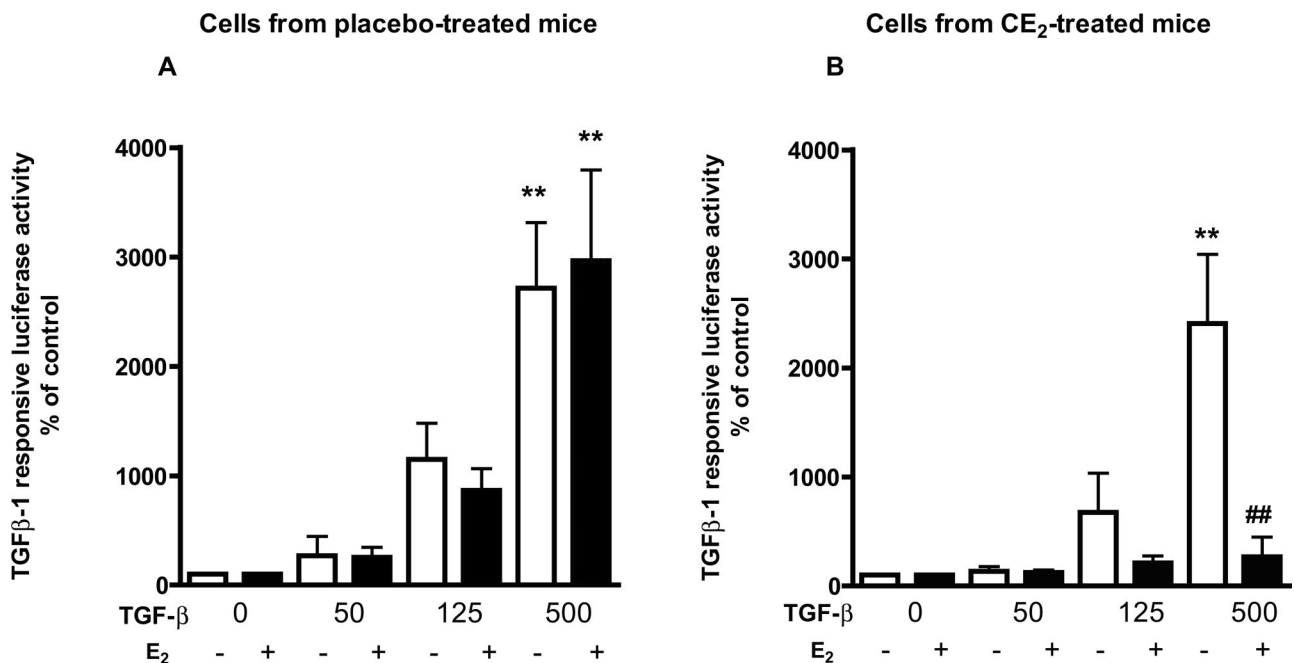 Cells from placebo-treated mice
A
TGFβ-1 responsive luciferase activity
% of control
4000
3000
2000
1000
0
**
**
TGF-β 0 50 125 500
E₂ - + - + - + - +
Cells from CE₂-treated mice
B
TGFβ-1 responsive luciferase activity
% of control
4000
3000
2000
1000
0
**
##
TGF-β 0 50 125 500
E₂ - + - + - + - +